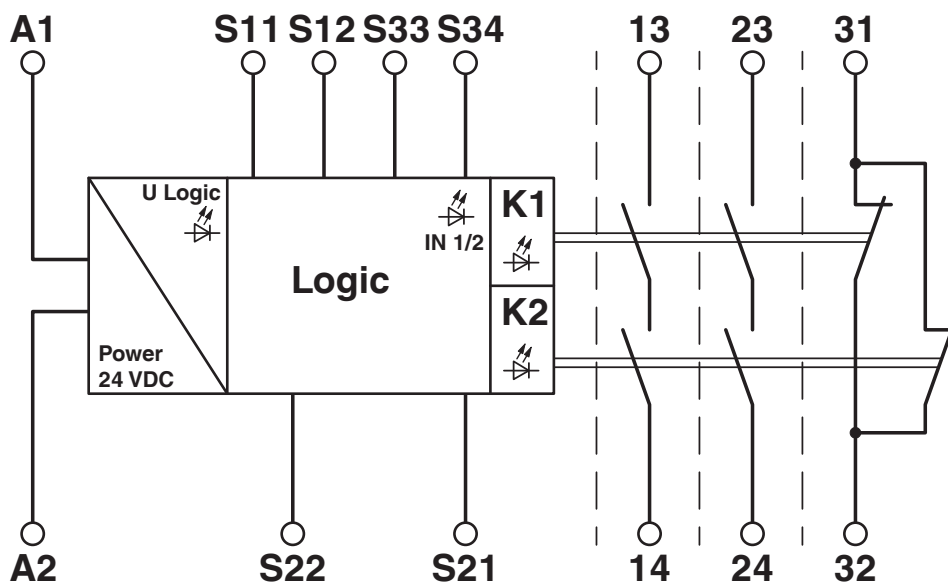 A1 S11 S12 S33 S34 13 23 31
U Logic
K1
IN 1/2
Logic
K2
Power
24 VDC
A2 S22 S21 14 24 32